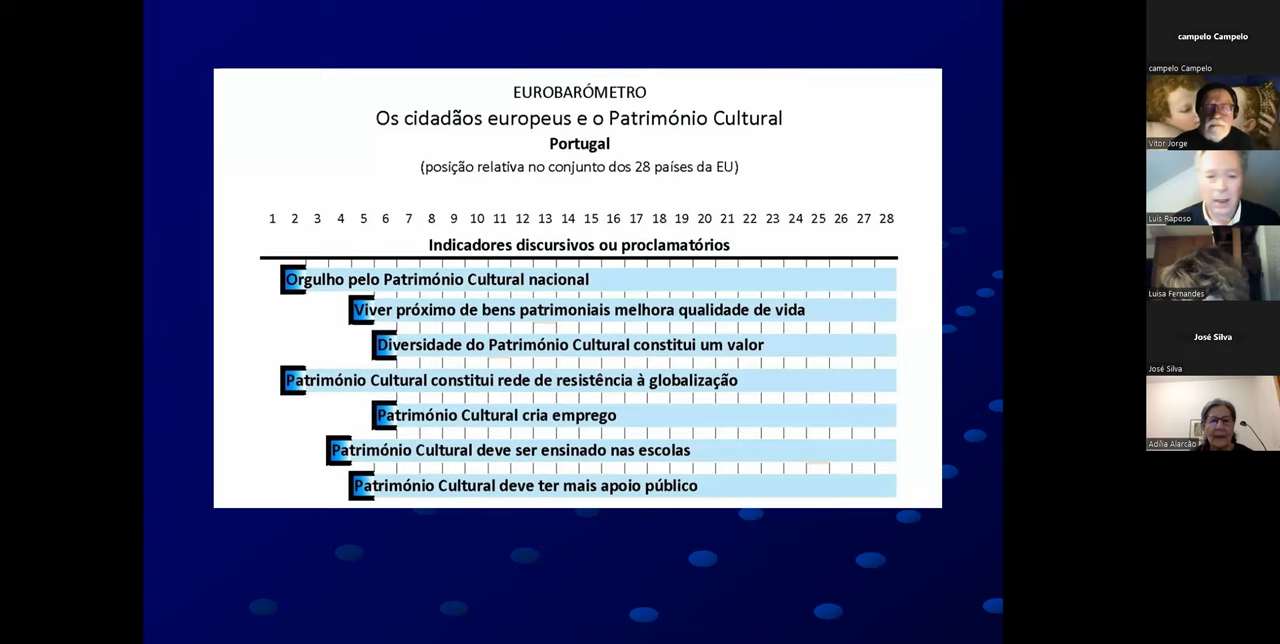 EUROBARÓMETRO
Os cidadãos europeus e o Património Cultural
Portugal
(posição relativa no conjunto dos 28 países da EU)
1 2 3 4 5 6 7 8 9 10 11 12 13 14 15 16 17 18 19 20 21 22 23 24 25 26 27 28
Indicadores discursivos ou proclamatórios
Orgulho pelo Património Cultural nacional
Viver próximo de bens patrimoniais melhora qualidade de vida
Diversidade do Património Cultural constitui um valor
Património Cultural constitui rede de resistência à globalização
Património Cultural cria emprego
Património Cultural deve ser ensinado nas escolas
Património Cultural deve ter mais apoio público
campelo Campelo
campelo Campelo
Vitor Jorge
Luis Raposo
Luisa Fernandes
José Silva
José Silva
Adília Alarcão